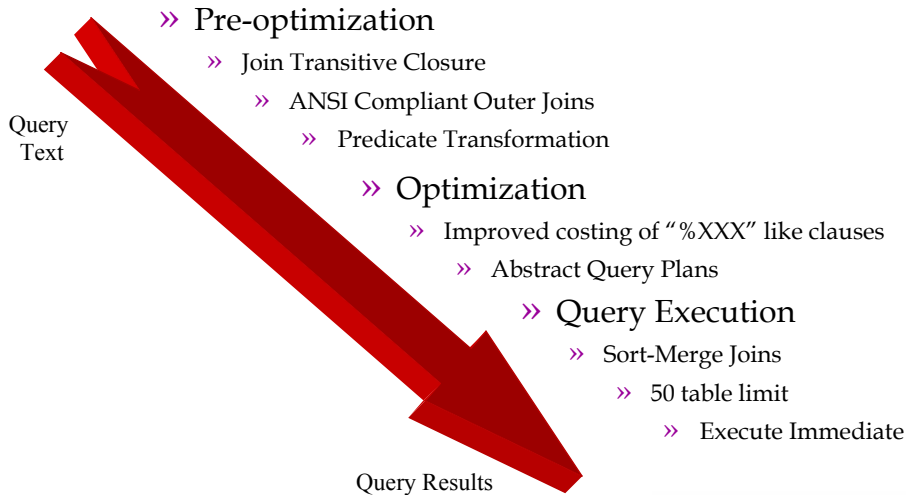 » Pre-optimization
» Join Transitive Closure
» ANSI Compliant Outer Joins
Query
Text
» Predicate Transformation
» Optimization
» Improved costing of “%XXX” like clauses
» Abstract Query Plans
» Query Execution
» Sort-Merge Joins
» 50 table limit
» Execute Immediate
Query Results